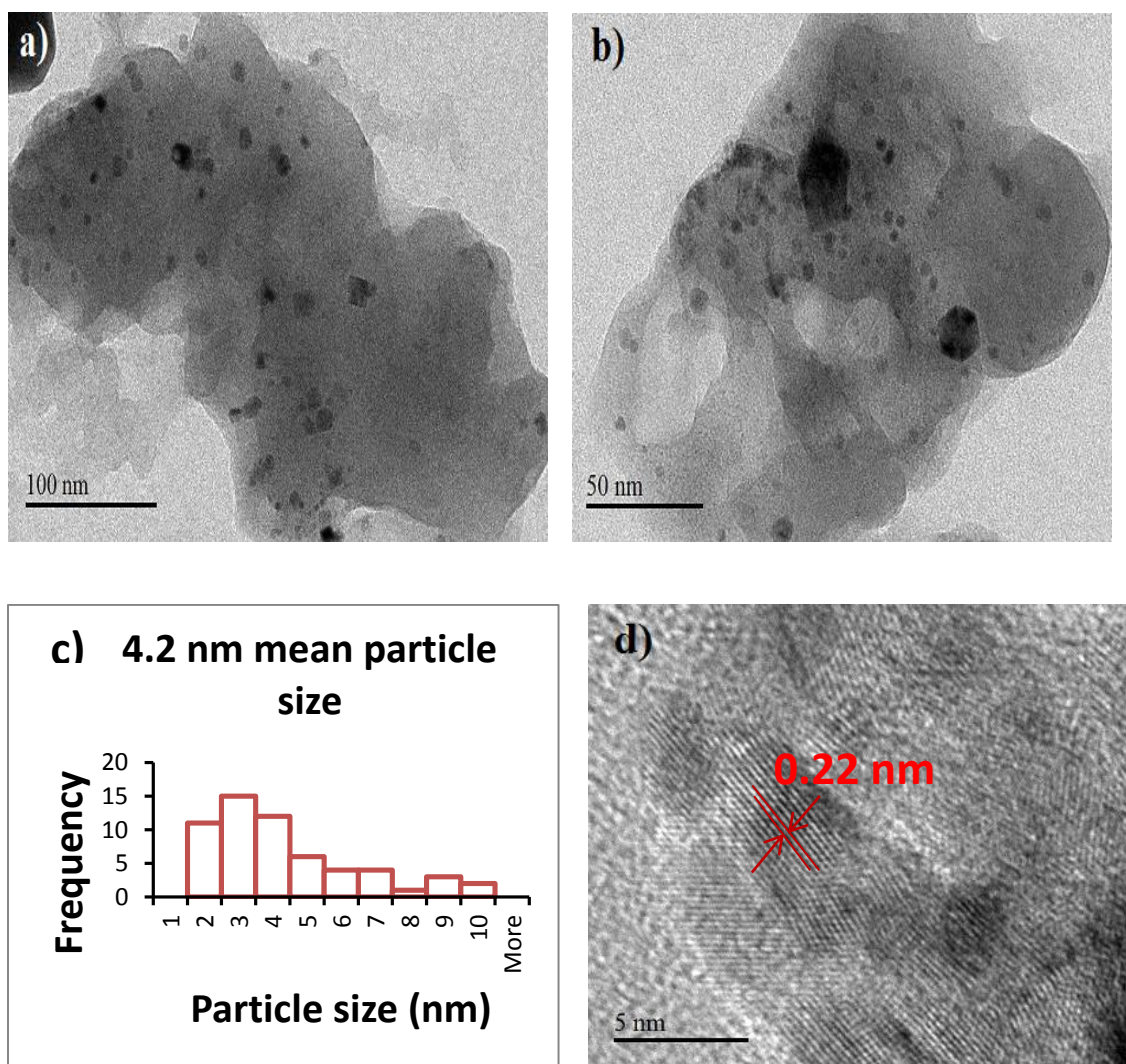 a)
100 nm
b)
50 nm
c) 4.2 nm mean particle
size
20
15
10
5
0
Frequency
1
2
3
4
5
6
7
8
9
10
More
Particle size (nm)
d)
0.22 nm
5 nm